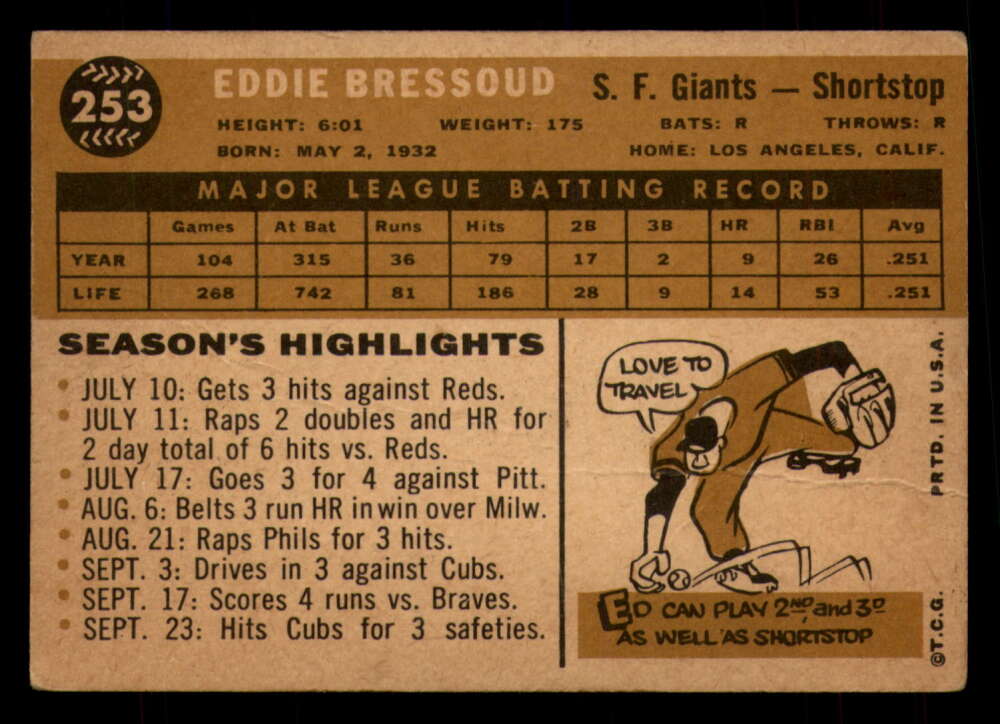 253
EDDIE BRESSOUD
S. F. Giants — Shortstop
HEIGHT: 6:01 WEIGHT: 175 BATS: R THROWS: R
BORN: MAY 2, 1932 HOME: LOS ANGELES, CALIF.
MAJOR LEAGUE BATTING RECORD
Games At Bat Runs Hits 2B 3B HR RBI Avg
YEAR 104 315 36 79 17 2 9 26 .251
LIFE 268 742 81 186 28 9 14 53 .251
SEASON'S HIGHLIGHTS
• JULY 10: Gets 3 hits against Reds.
• JULY 11: Raps 2 doubles and HR for
2 day total of 6 hits vs. Reds.
• JULY 17: Goes 3 for 4 against Pitt.
• AUG. 6: Belts 3 run HR in win over Milw.
• AUG. 21: Raps Phils for 3 hits.
• SEPT. 3: Drives in 3 against Cubs.
• SEPT. 17: Scores 4 runs vs. Braves.
• SEPT. 23: Hits Cubs for 3 safeties.
LOVE TO
TRAVEL
ED CAN PLAY 2ND, and 3D
AS WELL AS SHORTSTOP
©T.C.G. PRTD. IN U.S.A.